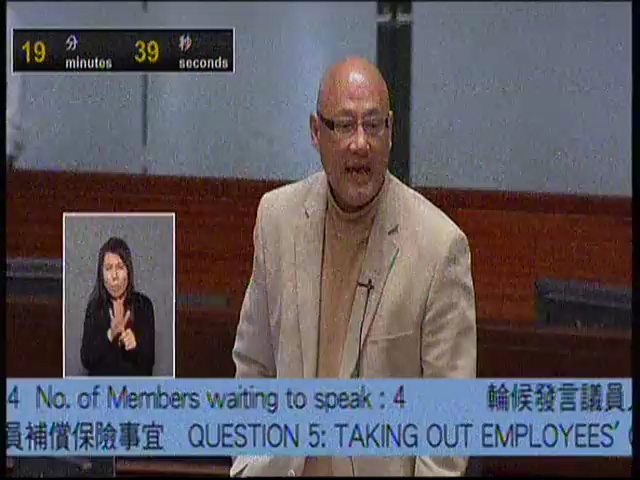 19 分 minutes 39 秒 seconds
4 No. of Members waiting to speak : 4 輪候發言議員
員補償保險事宜 QUESTION 5: TAKING OUT EMPLOYEES'